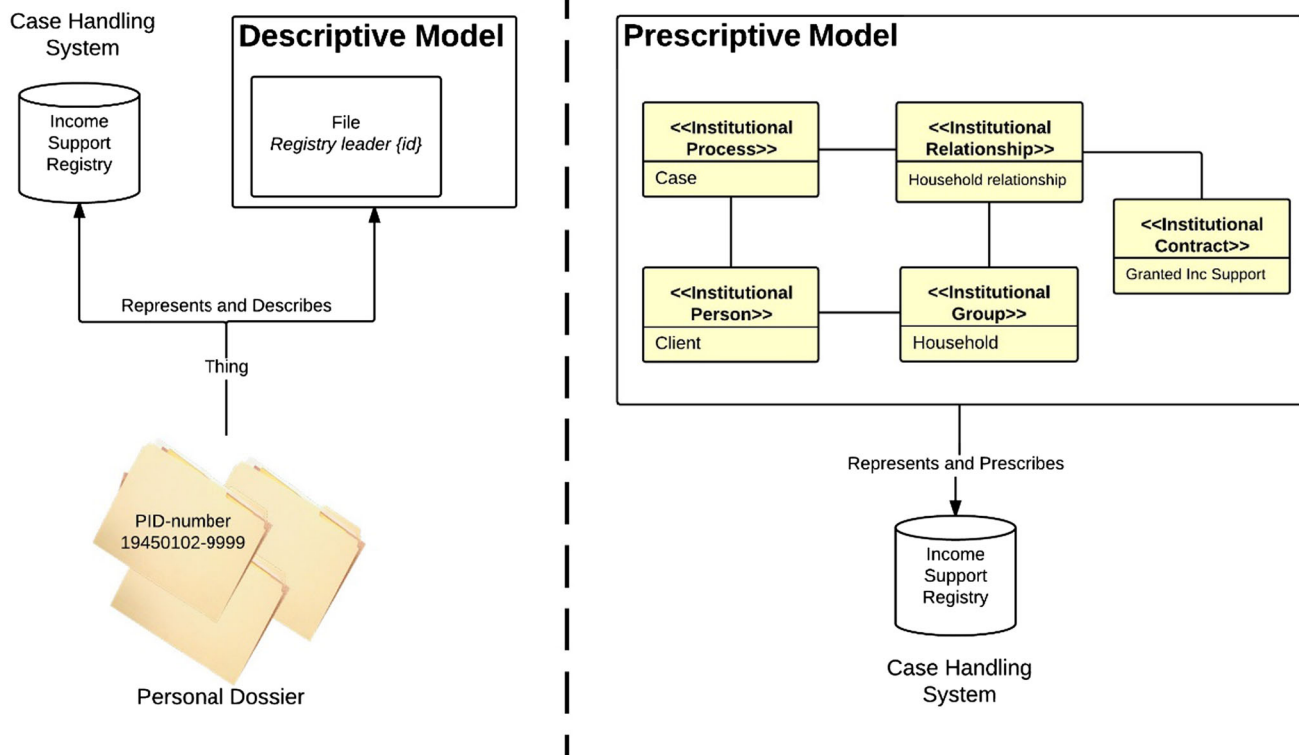 Case Handling
System
Income
Support
Registry
Descriptive Model
File
Registry leader {id}
Represents and Describes
Thing
PID-number
19450102-9999
Personal Dossier
Prescriptive Model
<<Institutional
Process>>
Case
<<Institutional
Relationship>>
Household relationship
<<Institutional
Contract>>
Granted Inc Support
<<Institutional
Person>>
Client
<<Institutional
Group>>
Household
Represents and Prescribes
Income
Support
Registry
Case Handling
System